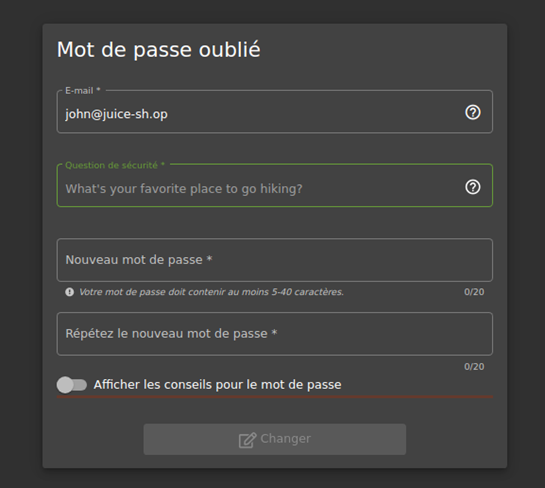 Mot de passe oublié
E-mail *
john@juice-sh.op
Question de sécurité *
What's your favorite place to go hiking?
Nouveau mot de passe *
Votre mot de passe doit contenir au moins 5-40 caractères.
0/20
Répétez le nouveau mot de passe *
0/20
Afficher les conseils pour le mot de passe
Changer